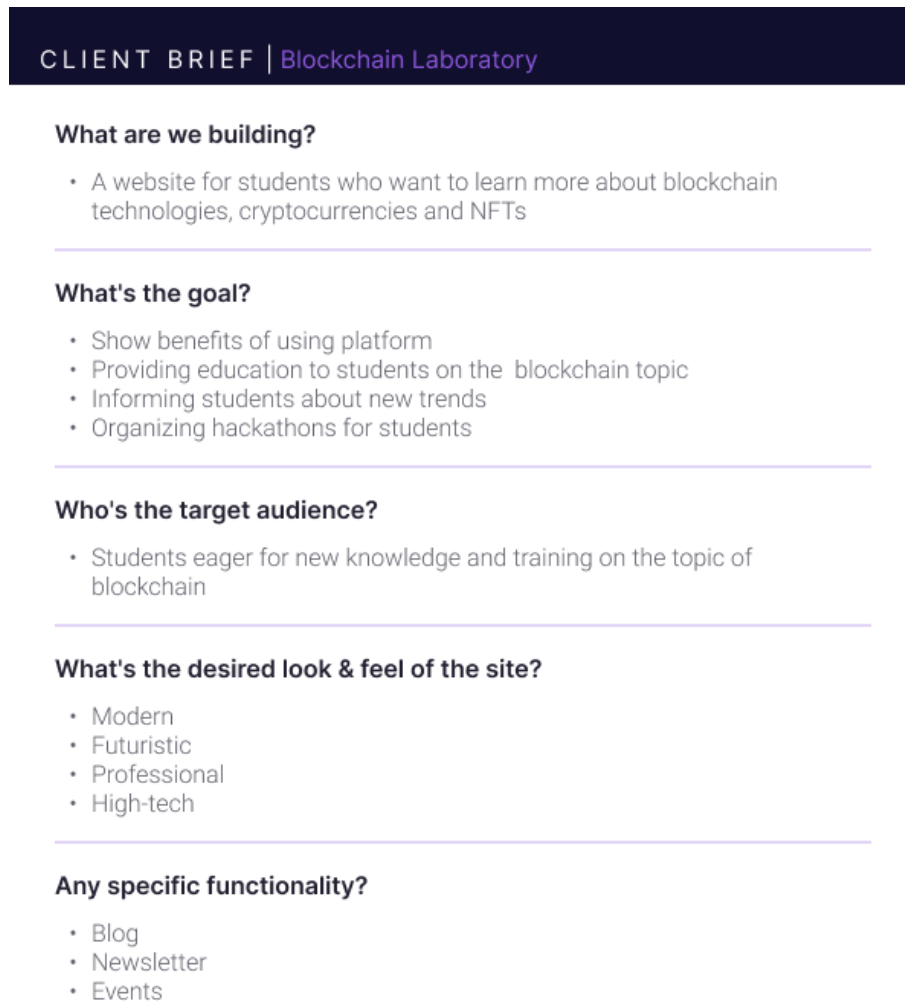 CLIENT BRIEF | Blockchain Laboratory
What are we building?
• A website for students who want to learn more about blockchain
technologies, cryptocurrencies and NFTs
What's the goal?
• Show benefits of using platform
• Providing education to students on the  blockchain topic
• Informing students about new trends
• Organizing hackathons for students
Who's the target audience?
• Students eager for new knowledge and training on the topic of
blockchain
What's the desired look & feel of the site?
• Modern
• Futuristic
• Professional
• High-tech
Any specific functionality?
• Blog
• Newsletter
• Events